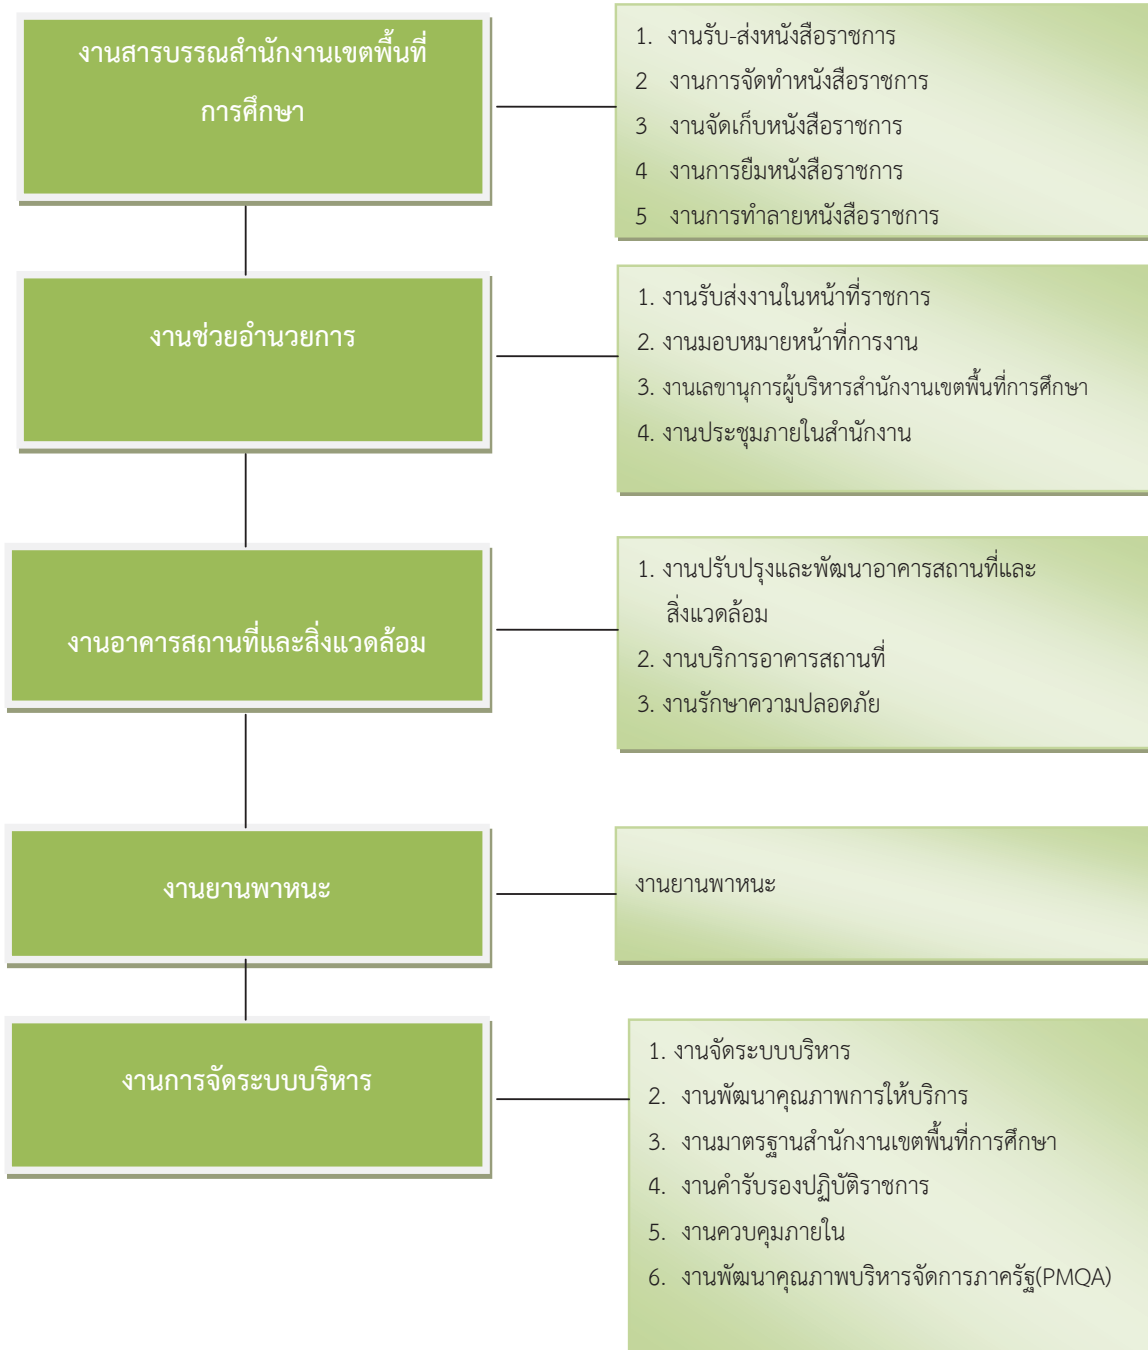 งานสารบรรณสำนักงานเขตพื้นที่
การศึกษา
1. งานรับ-ส่งหนังสือราชการ
2 งานการจัดทำหนังสือราชการ
3 งานจัดเก็บหนังสือราชการ
4 งานการยืมหนังสือราชการ
5 งานการทำลายหนังสือราชการ
งานช่วยอำนวยการ
1. งานรับส่งงานในหน้าที่ราชการ
2. งานมอบหมายหน้าที่การงาน
3. งานเลขานุการผู้บริหารสำนักงานเขตพื้นที่การศึกษา
4. งานประชุมภายในสำนักงาน
งานอาคารสถานที่และสิ่งแวดล้อม
1. งานปรับปรุงและพัฒนาอาคารสถานที่และ
สิ่งแวดล้อม
2. งานบริการอาคารสถานที่
3. งานรักษาความปลอดภัย
งานยานพาหนะ
งานยานพาหนะ
งานการจัดระบบบริหาร
1. งานจัดระบบบริหาร
2. งานพัฒนาคุณภาพการให้บริการ
3. งานมาตรฐานสำนักงานเขตพื้นที่การศึกษา
4. งานคำรับรองปฏิบัติราชการ
5. งานควบคุมภายใน
6. งานพัฒนาคุณภาพบริหารจัดการภาครัฐ(PMQA)